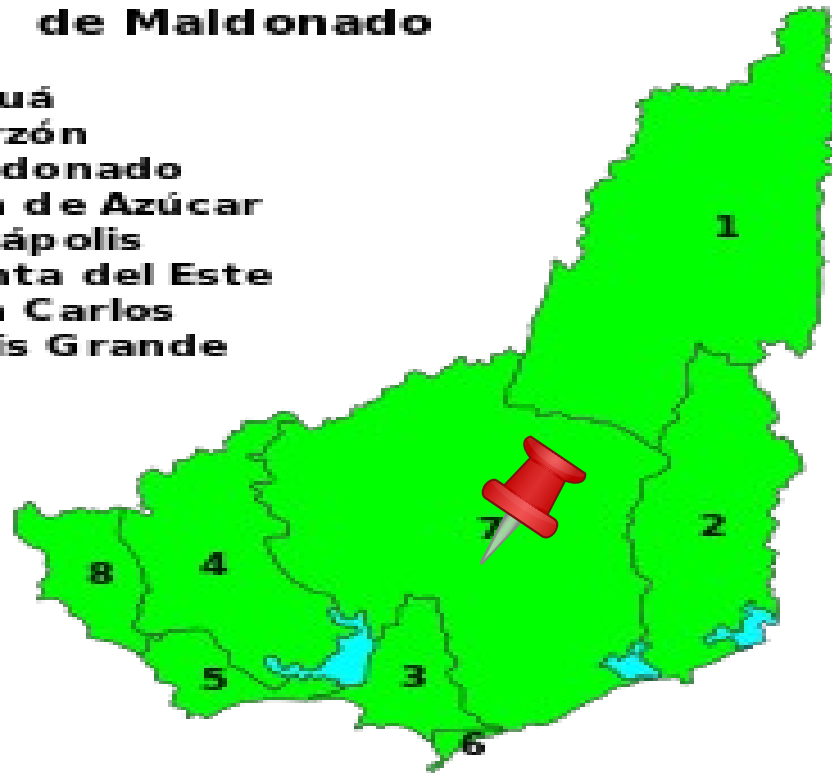 de Maldonado
uá
rzón
donado
de Azúcar
ápolis
nta del Este
Carlos
is Grande
1
7
2
4
8
5
3
6